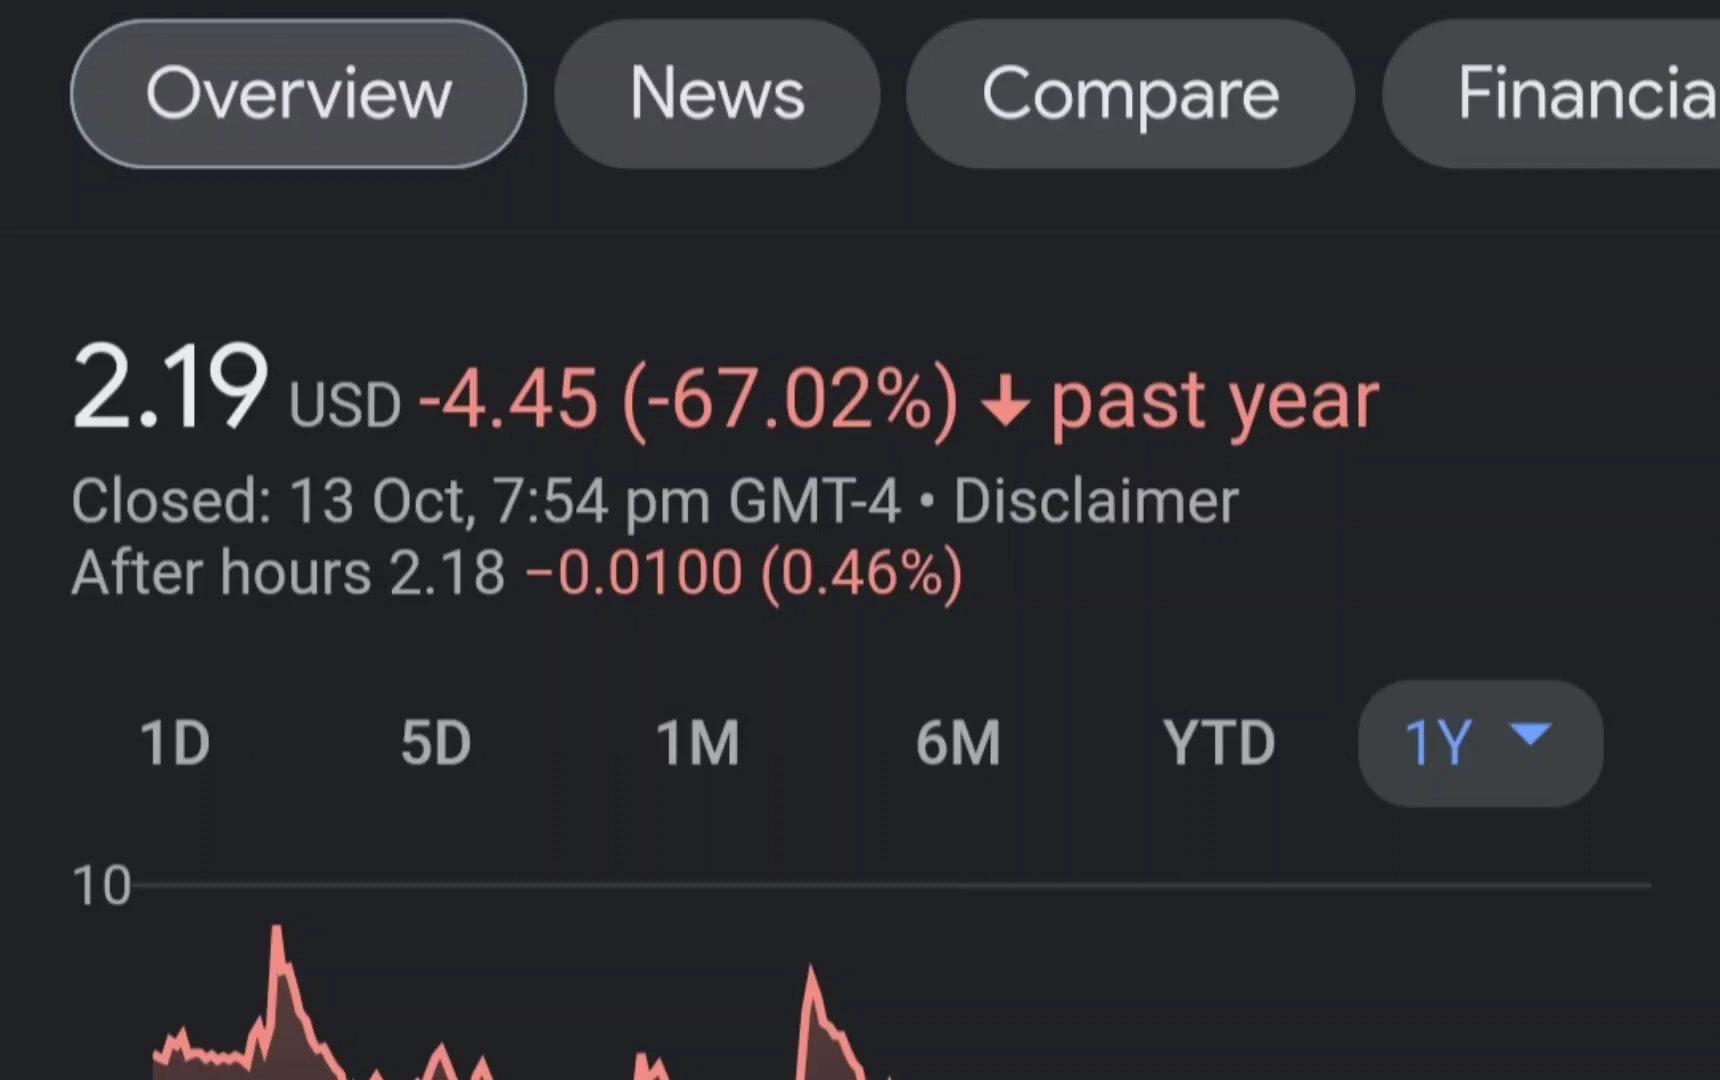 Overview News Compare Financia
2.19 USD -4.45 (-67.02%) ↓ past year
Closed: 13 Oct, 7:54 pm GMT-4 • Disclaimer
After hours 2.18 −0.0100 (0.46%)
1D 5D 1M 6M YTD 1Y
10